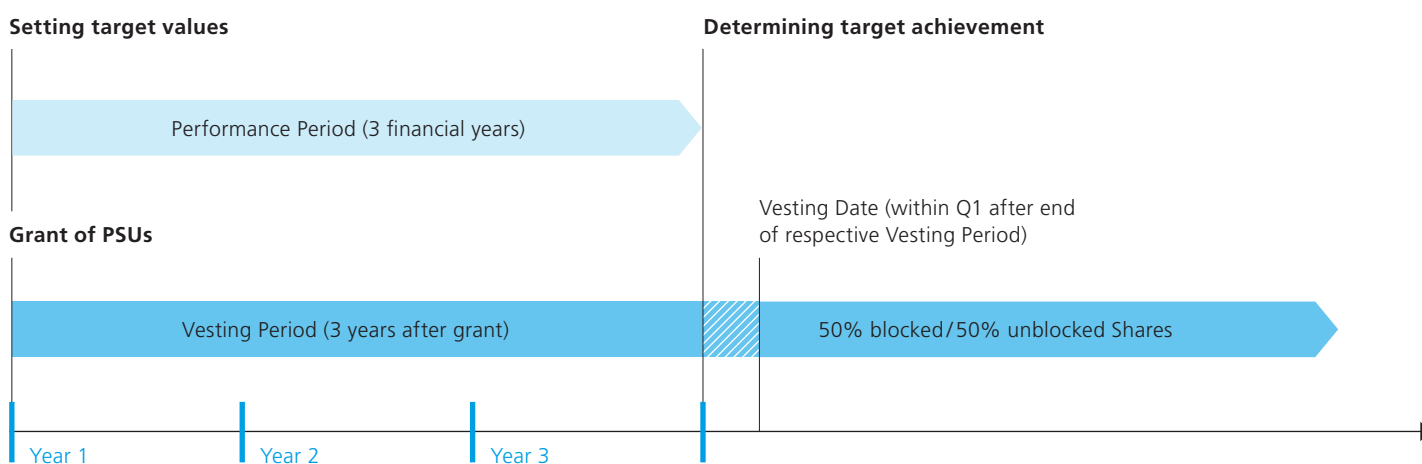 Setting target values
Determining target achievement
Performance Period (3 financial years)
Vesting Date (within Q1 after end
of respective Vesting Period)
Grant of PSUs
Vesting Period (3 years after grant)
50% blocked/50% unblocked Shares
Year 1
Year 2
Year 3